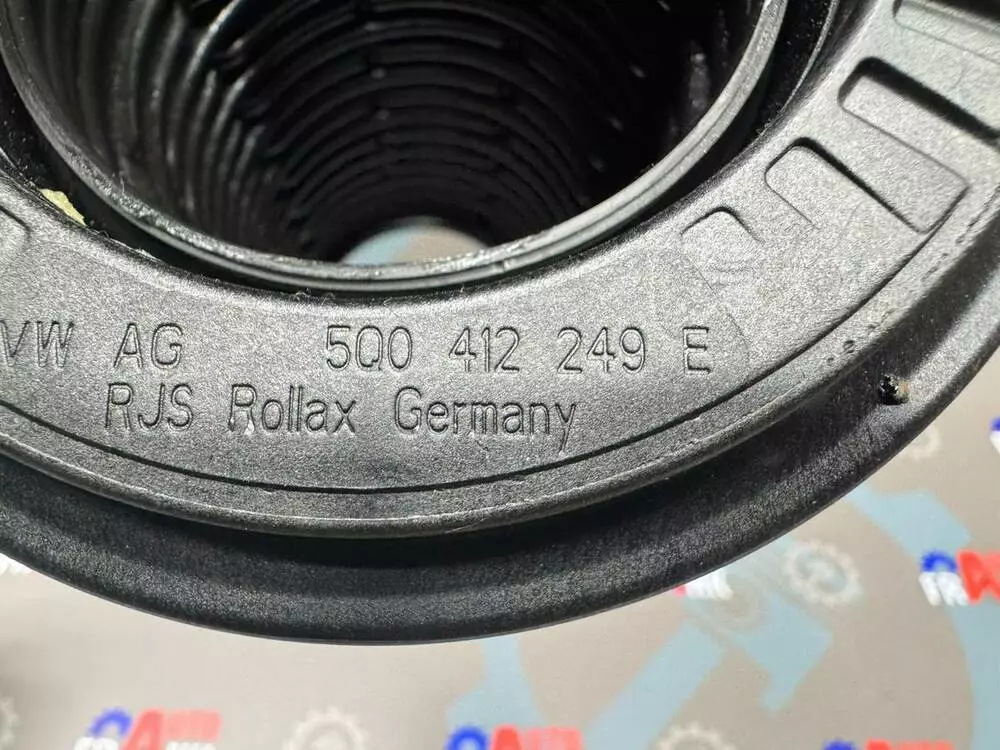 VW AG 5Q0 412 249 E
RJS Rollax Germany